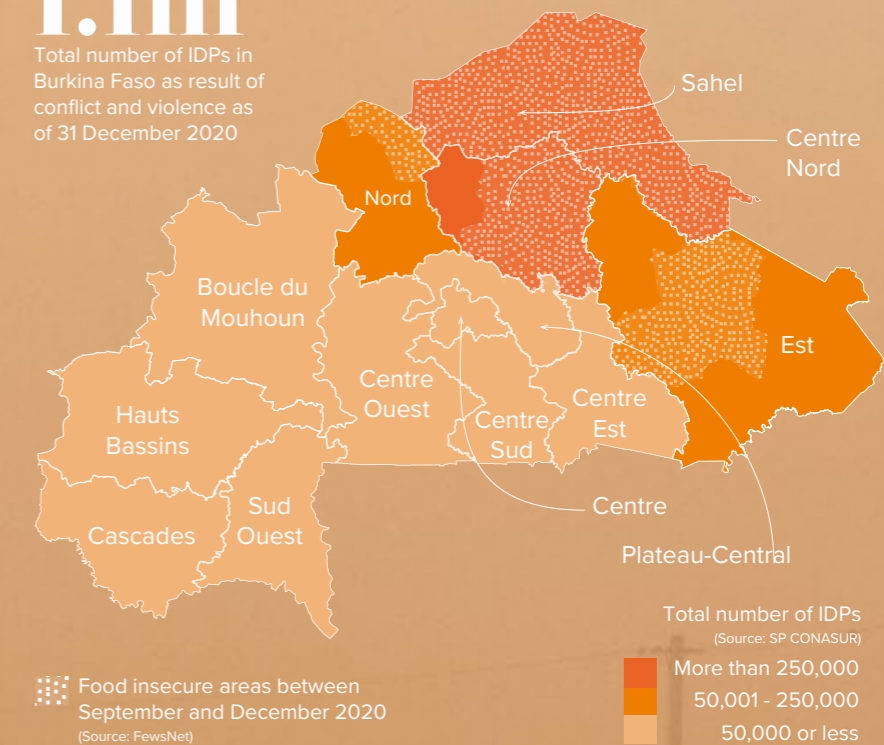 Total number of IDPs in
Burkina Faso as result of
conflict and violence as
of 31 December 2020
Sahel
Centre
Nord
Nord
Boucle du
Mouhoun
Est
Centre
Ouest
Hauts
Bassins
Centre
Sud
Centre
Est
Sud
Ouest
Cascades
Centre
Plateau-Central
Total number of IDPs
(Source: SP CONASUR)
More than 250,000
50,001 - 250,000
50,000 or less
Food insecure areas between
September and December 2020
(Source: FewsNet)